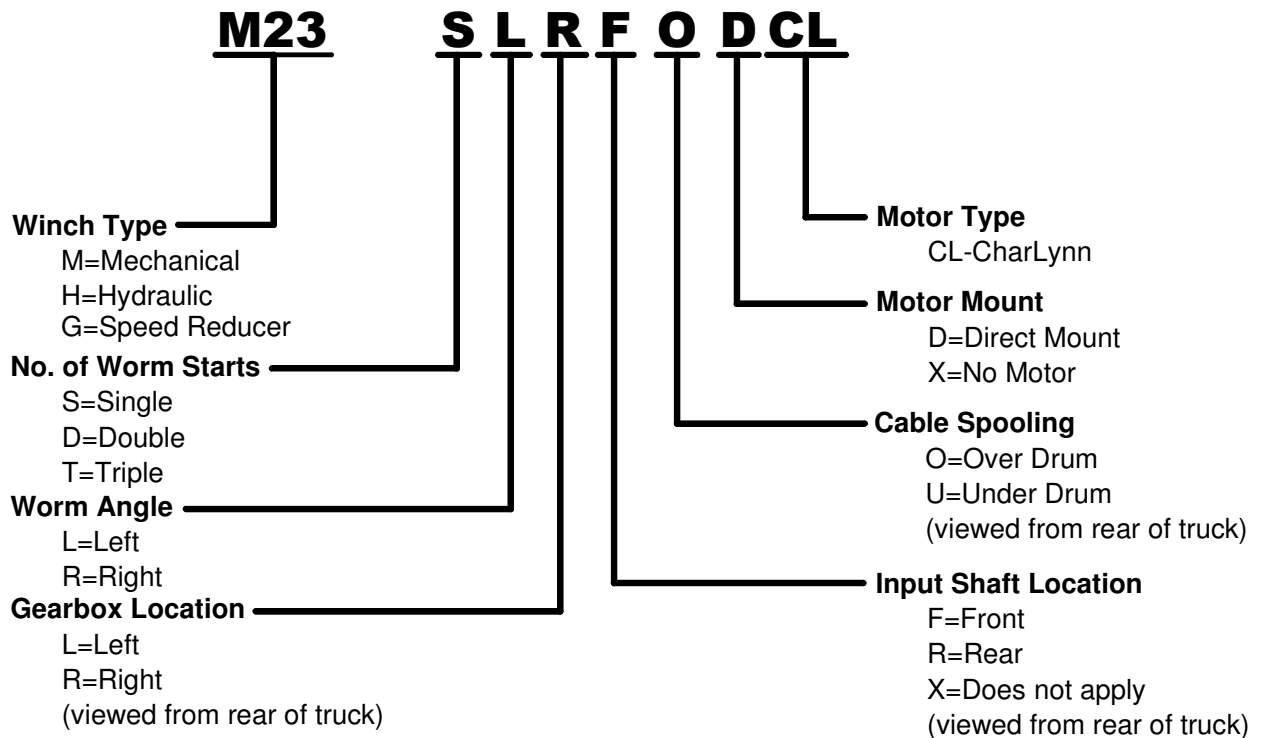 M23 S L R F O D CL
Winch Type
M=Mechanical
H=Hydraulic
G=Speed Reducer
No. of Worm Starts
S=Single
D=Double
T=Triple
Worm Angle
L=Left
R=Right
Gearbox Location
L=Left
R=Right
(viewed from rear of truck)
Motor Type
CL-CharLynn
Motor Mount
D=Direct Mount
X=No Motor
Cable Spooling
O=Over Drum
U=Under Drum
(viewed from rear of truck)
Input Shaft Location
F=Front
R=Rear
X=Does not apply
(viewed from rear of truck)